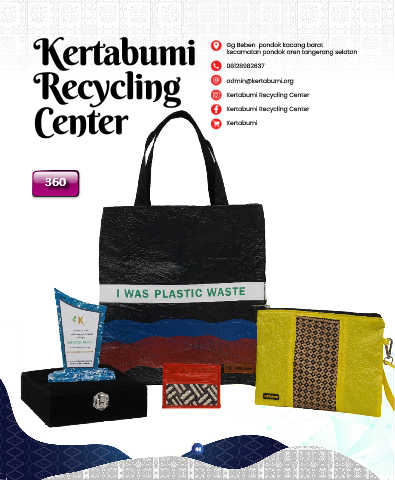 Kertabumi
Recycling
Center
Gg Beben pondok kacang barat
kecamatan pondok aren tangerang selatan
08128982837
admin@kertabumi.org
Kertabumi Recycling Center
Kertabumi Recycling Center
Kertabumi
360
I WAS PLASTIC WASTE
K